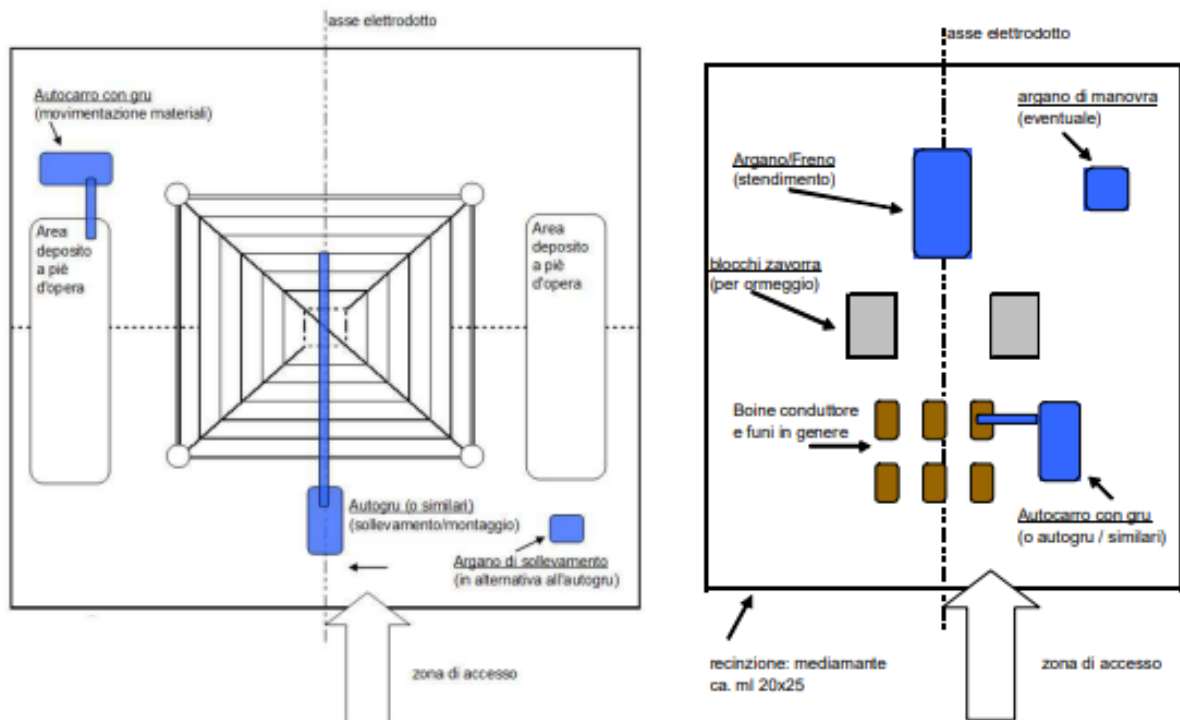 asse elettrodotto
Autocarro con gru
(movimentazione materiali)
Area
deposito
a piè
d'opera
Area
deposito
a piè
d'opera
Autogru (o similari)
(sollevamento/montaggio)
Argano di sollevamento
(in alternativa all'autogru)
zona di accesso
asse elettrodotto
argano di manovra
(eventuale)
Argano/Freno
(stendimento)
blocchi zavorra
(per ormeggio)
Boine conduttore
e funi in genere
Autocarro con gru
(o autogru / similari)
recinzione: mediamante
ca. ml 20x25
zona di accesso